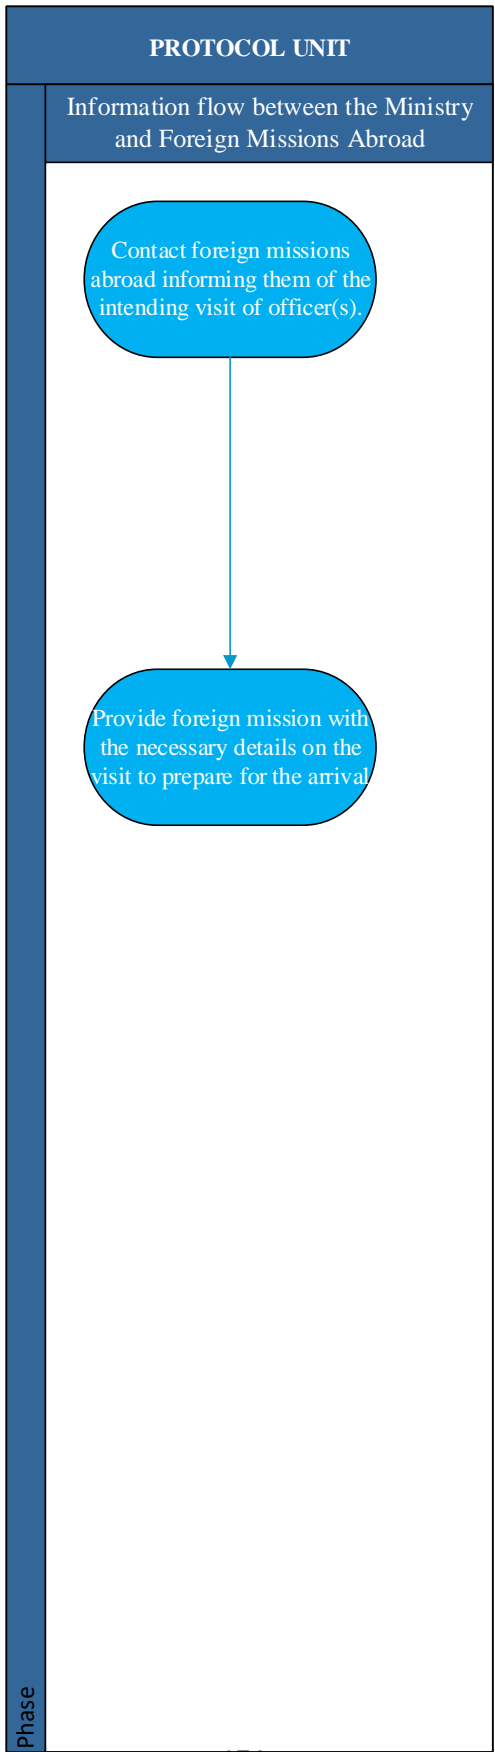 PROTOCOL UNIT
Information flow between the Ministry
and Foreign Missions Abroad
Contact foreign missions
abroad informing them of the
intending visit of officer(s).
Provide foreign mission with
the necessary details on the
visit to prepare for the arrival
Phase